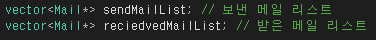 vector<Mail*> sendMailList; // 보낸 메일 리스트
vector<Mail*> reciedvedMailList; // 받은 메일 리스트